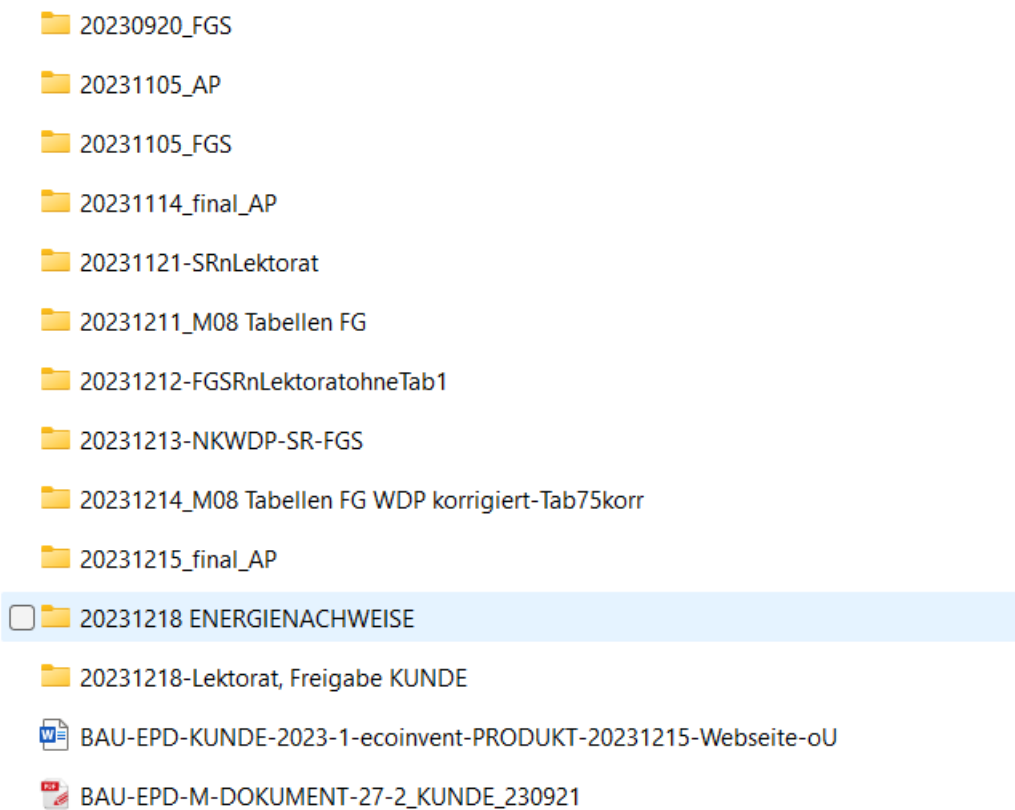 20230920_FGS
20231105_AP
20231105_FGS
20231114_final_AP
20231121-SRnLektorat
20231211_M08 Tabellen FG
20231212-FGSRnLektoratohneTab1
20231213-NKWDP-SR-FGS
20231214_M08 Tabellen FG WDP korrigiert-Tab75korr
20231215_final_AP
20231218 ENERGIENACHWEISE
20231218-Lektorat, Freigabe KUNDE
BAU-EPD-KUNDE-2023-1-ecoinvent-PRODUKT-20231215-Webseite-oU
BAU-EPD-M-DOKUMENT-27-2_KUNDE_230921